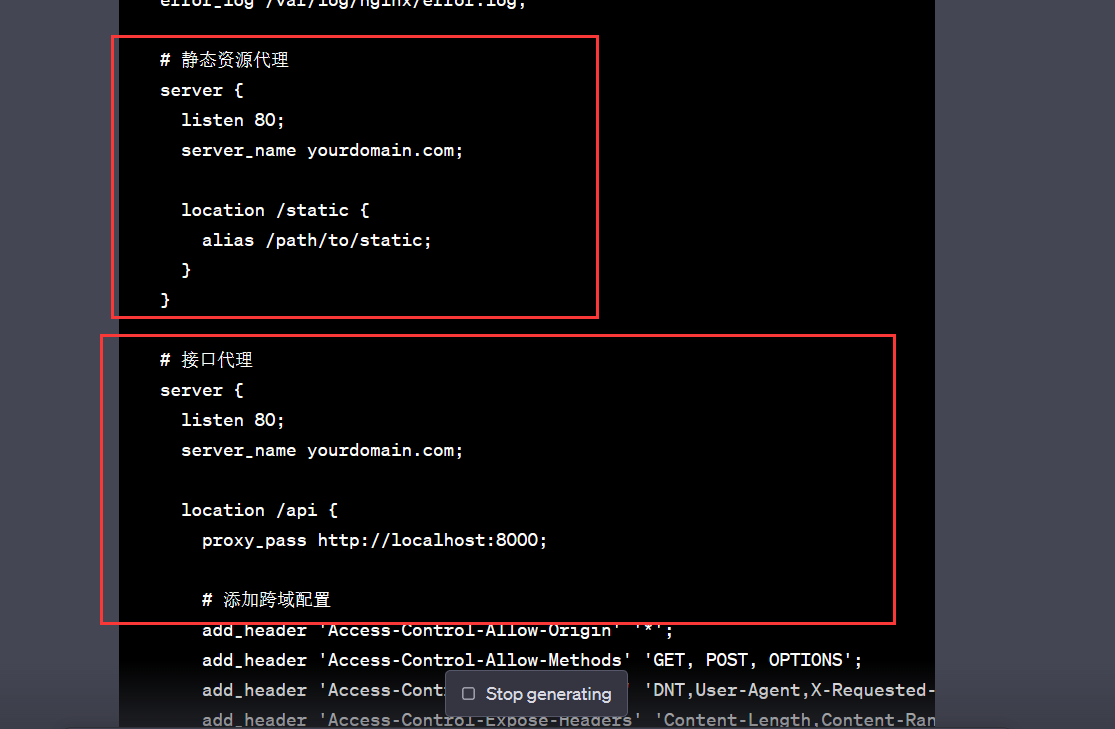 error_log /var/log/nginx/error.log;
# 静态资源代理
server {
listen 80;
server_name yourdomain.com;
location /static {
alias /path/to/static;
}
}
# 接口代理
server {
listen 80;
server_name yourdomain.com;
location /api {
proxy_pass http://localhost:8000;
# 添加跨域配置
add_header 'Access-Control-Allow-Origin' '*';
add_header 'Access-Control-Allow-Methods' 'GET, POST, OPTIONS';
add_header 'Access-Cont ' 'DNT,User-Agent,X-Requested-
Stop generating
add_header 'Access-Control-Expose-Headers' 'Content-Length,Content-Ran